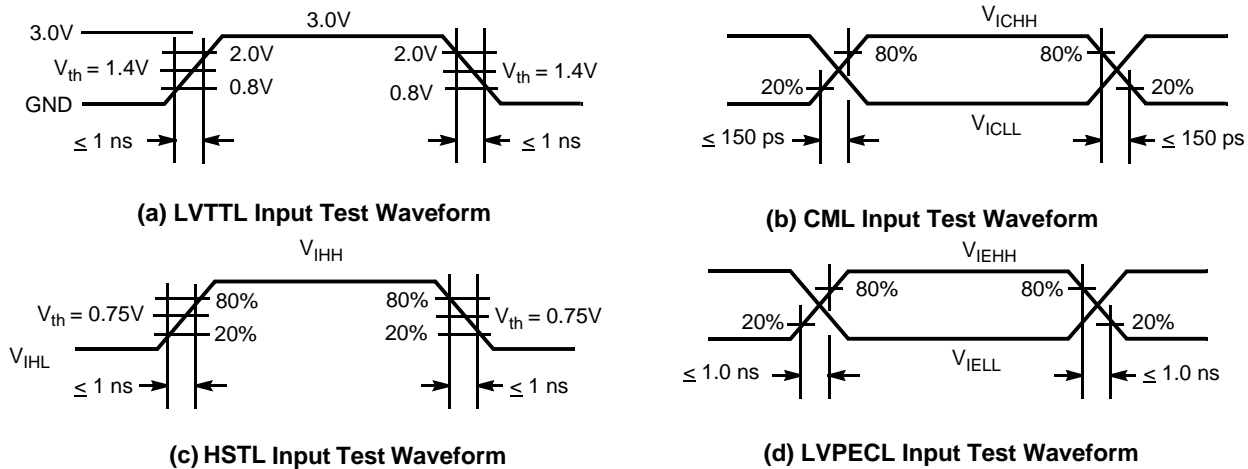 3.0V
3.0V
2.0V
2.0V
V_th = 1.4V
V_th = 1.4V
0.8V
0.8V
GND
≤ 1 ns
≤ 1 ns
(a) LVTTL Input Test Waveform
V_ICHH
80%
80%
20%
20%
V_ICLL
≤ 150 ps
≤ 150 ps
(b) CML Input Test Waveform
V_IHH
80%
80%
V_th = 0.75V
V_th = 0.75V
20%
20%
V_IHL
≤ 1 ns
≤ 1 ns
(c) HSTL Input Test Waveform
V_IEHH
80%
80%
20%
20%
V_IELL
≤ 1.0 ns
≤ 1.0 ns
(d) LVPECL Input Test Waveform